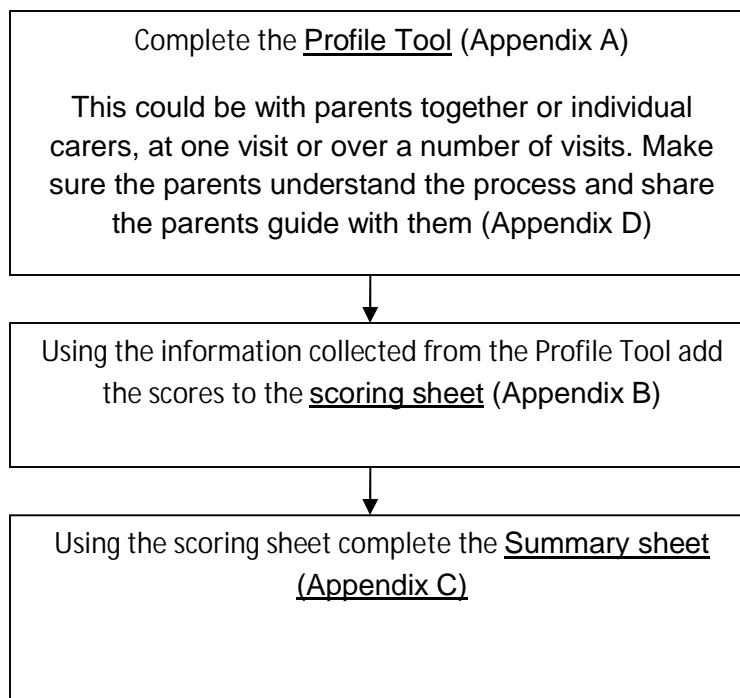 Complete the Profile Tool (Appendix A)
This could be with parents together or individual
carers, at one visit or over a number of visits. Make
sure the parents understand the process and share
the parents guide with them (Appendix D)
Using the information collected from the Profile Tool add
the scores to the scoring sheet (Appendix B)
Using the scoring sheet complete the Summary sheet
(Appendix C)